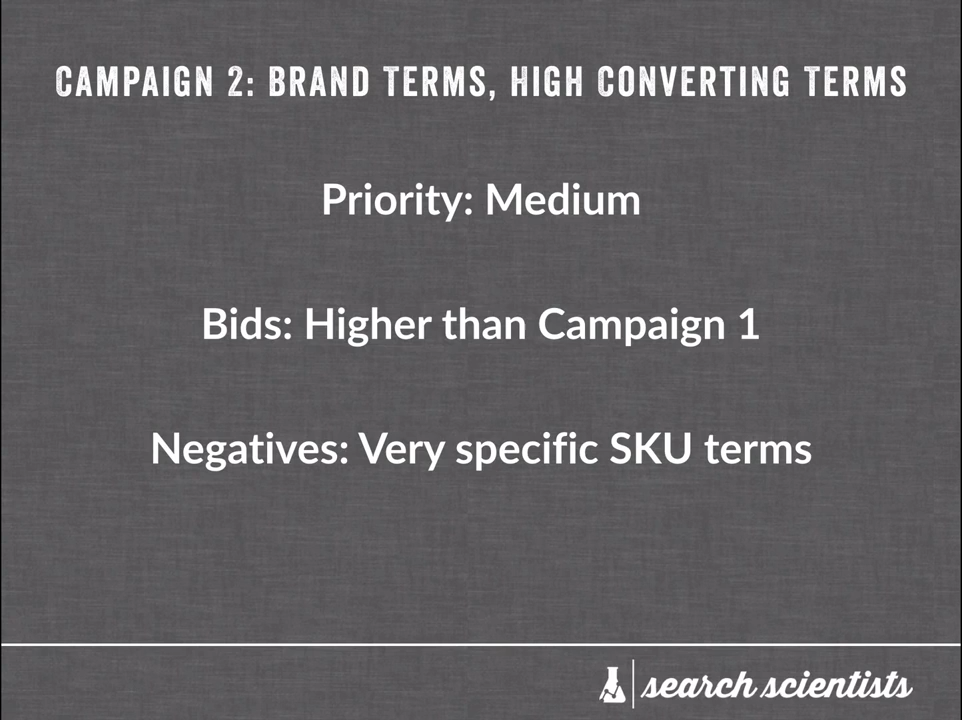 CAMPAIGN 2: BRAND TERMS, HIGH CONVERTING TERMS
Priority: Medium
Bids: Higher than Campaign 1
Negatives: Very specific SKU terms
search scientists